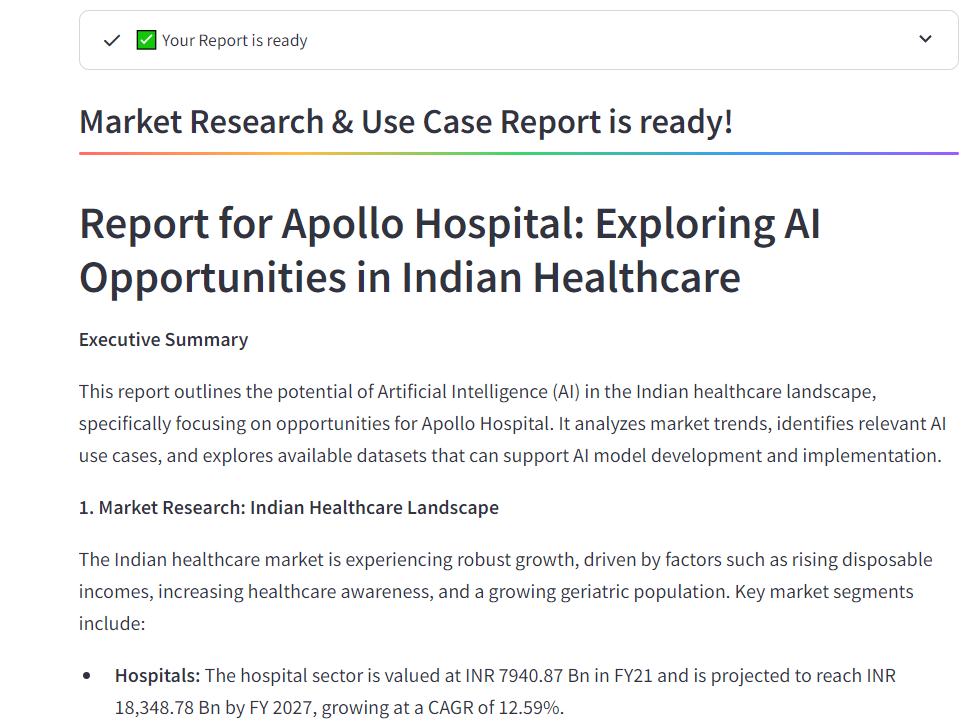 Your Report is ready
Market Research & Use Case Report is ready!
Report for Apollo Hospital: Exploring AI
Opportunities in Indian Healthcare
Executive Summary
This report outlines the potential of Artificial Intelligence (AI) in the Indian healthcare landscape,
specifically focusing on opportunities for Apollo Hospital. It analyzes market trends, identifies relevant AI
use cases, and explores available datasets that can support AI model development and implementation.
1. Market Research: Indian Healthcare Landscape
The Indian healthcare market is experiencing robust growth, driven by factors such as rising disposable
incomes, increasing healthcare awareness, and a growing geriatric population. Key market segments
include:
• Hospitals: The hospital sector is valued at INR 7940.87 Bn in FY21 and is projected to reach INR
18,348.78 Bn by FY 2027, growing at a CAGR of 12.59%.